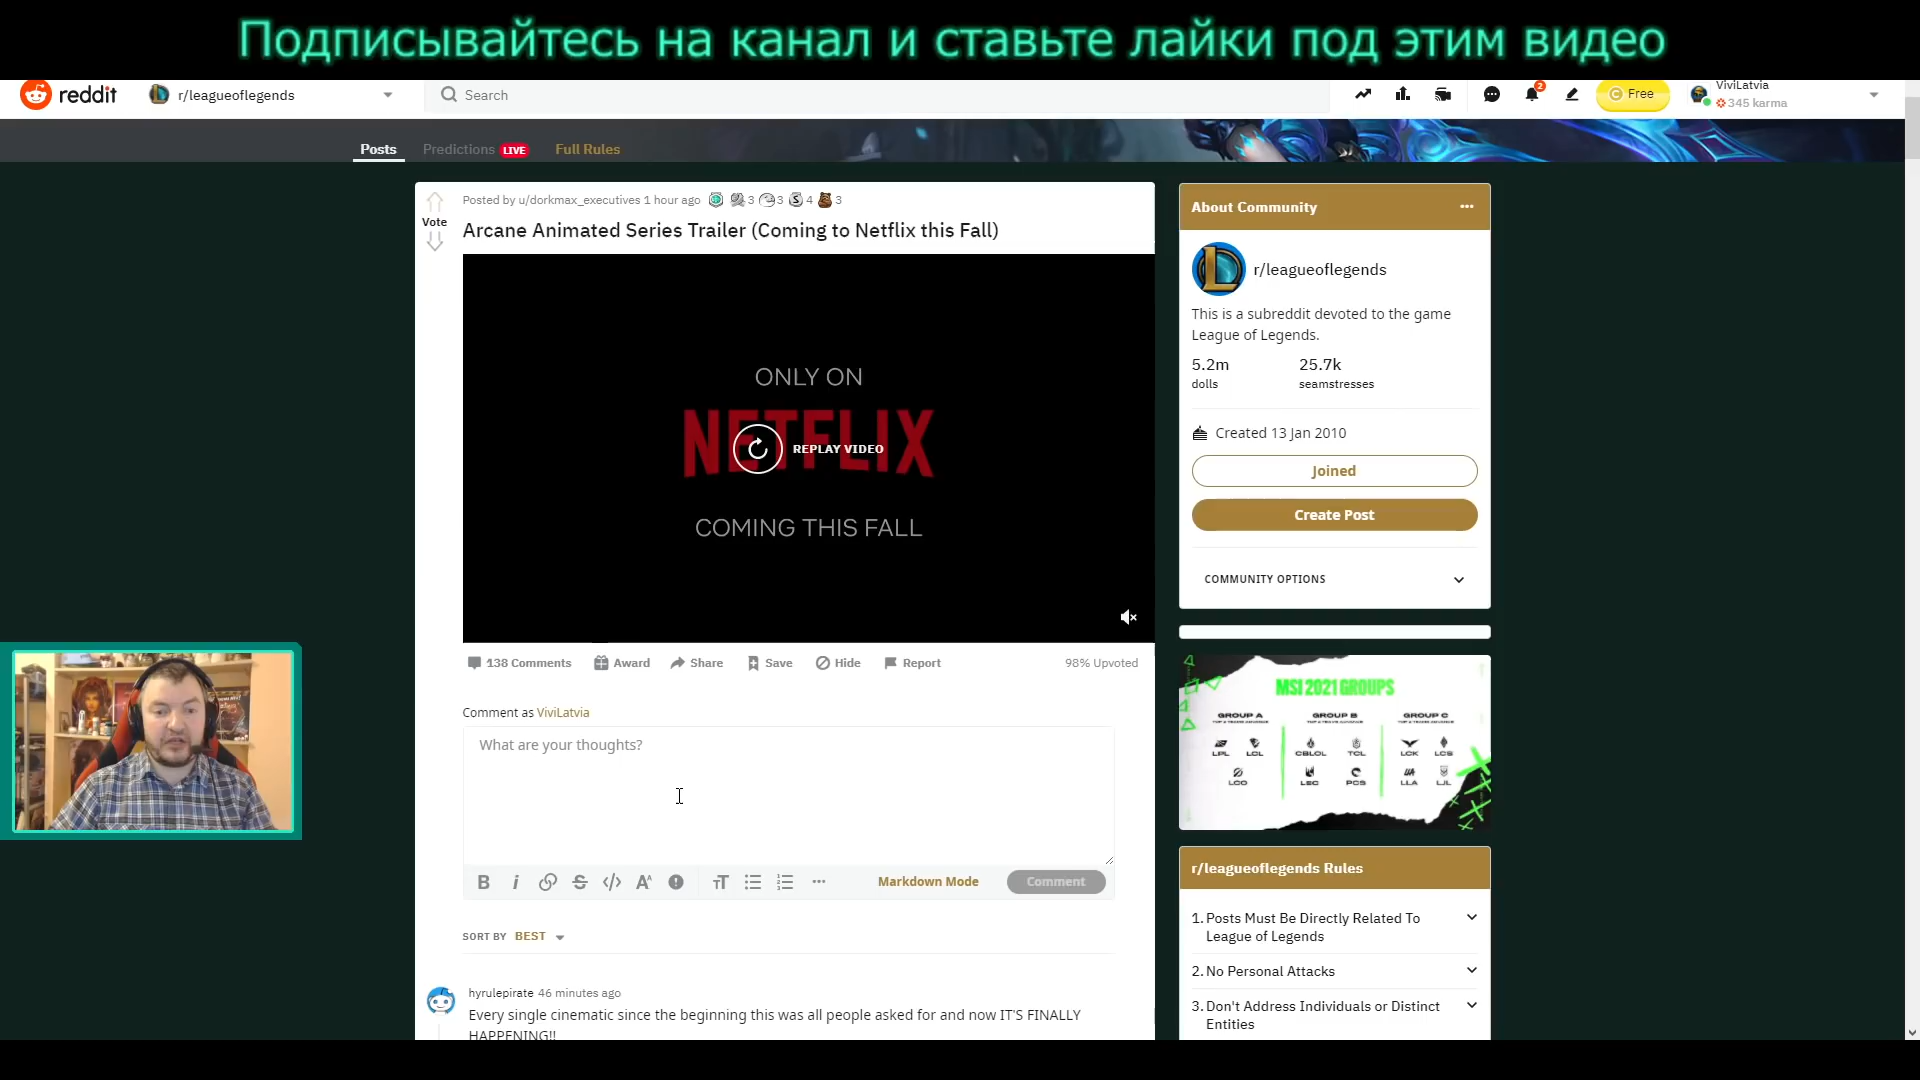 Подписывайтесь на канал и ставьте лайки под этим видео
reddit
r/leagueoflegends
Search
2
Free
ViviLatvia
345 karma
Posts
Predictions LIVE
Full Rules
Posted by u/dorkmax_executives 1 hour ago 3 3 4 3
Vote
Arcane Animated Series Trailer (Coming to Netflix this Fall)
ONLY ON
NETFLIX
REPLAY VIDEO
COMING THIS FALL
138 Comments
Award
Share
Save
Hide
Report
98% Upvoted
Comment as ViviLatvia
What are your thoughts?
Markdown Mode
Comment
SORT BY BEST
hyrulepirate 46 minutes ago
Every single cinematic since the beginning this was all people asked for and now IT'S FINALLY
HAPPENING!!
About Community
r/leagueoflegends
This is a subreddit devoted to the game
League of Legends.
5.2m
25.7k
dolls
seamstresses
Created 13 Jan 2010
Joined
Create Post
COMMUNITY OPTIONS
MSI 2021 GROUPS
GROUP A
GROUP B
GROUP C
LPL
LCL
CBLOL
TCL
LCK
LCS
LCO
PCS
LLA
LJL
r/leagueoflegends Rules
1. Posts Must Be Directly Related To
League of Legends
2. No Personal Attacks
3. Don't Address Individuals or Distinct
Entities